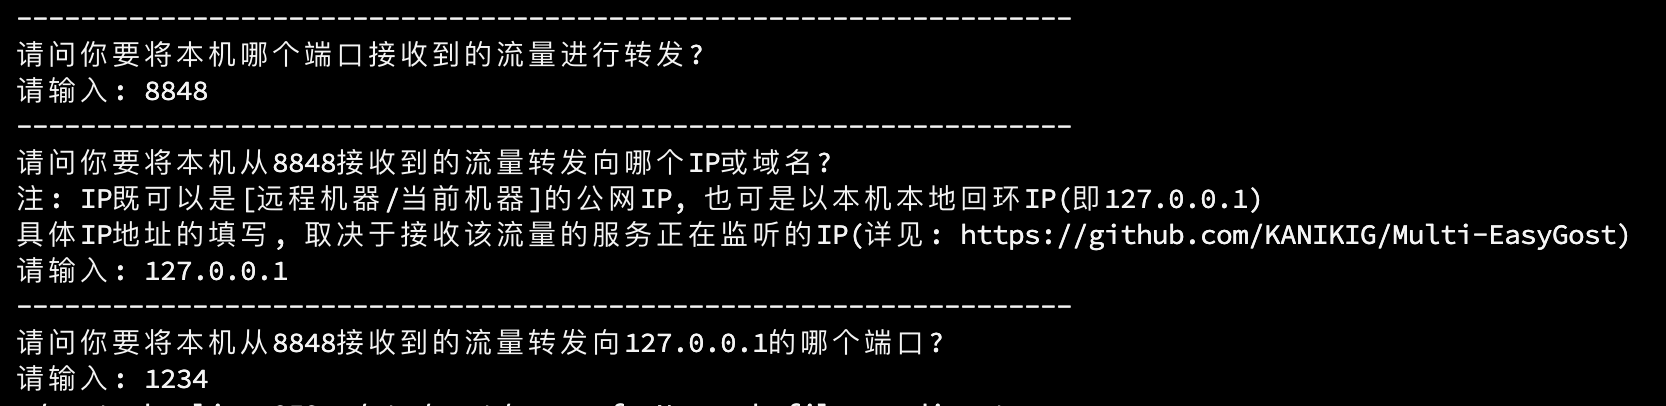 ------------------------------------------------------------------
请问你要将本机哪个端口接收到的流量进行转发?
请输入: 8848
------------------------------------------------------------------
请问你要将本机从8848接收到的流量转发向哪个IP或域名?
注: IP既可以是[远程机器/当前机器]的公网IP, 也可是以本机本地回环IP(即127.0.0.1)
具体IP地址的填写, 取决于接收该流量的服务正在监听的IP(详见: https://github.com/KANIKIG/Multi-EasyGost)
请输入: 127.0.0.1
------------------------------------------------------------------
请问你要将本机从8848接收到的流量转发向127.0.0.1的哪个端口?
请输入: 1234